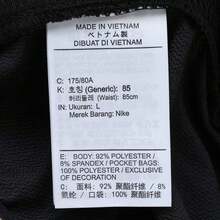 MADE IN VIETNAM
ベトナム製
DIBUAT DI VIETNAM
C: 175/80A
K: 호칭 (Generic): 85
허리둘레 (Waist): 85cm
IN: Ukuran: L
Merek Barang: Nike
E: BODY: 92% POLYESTER/
8% SPANDEX / POCKET
100% POLYESTER /
EXCLUSIVE OF DECORATION
C: 面料: 92% 聚酯纤维 / 8%
氨纶 / 口袋: 100% 聚酯纤维